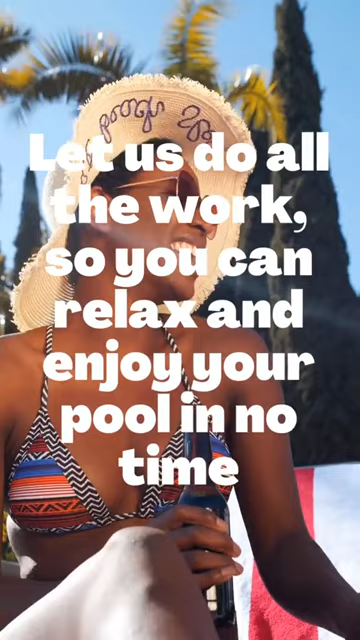 Let us do all
the work,
so you can
relax and
enjoy your
pool in no
time